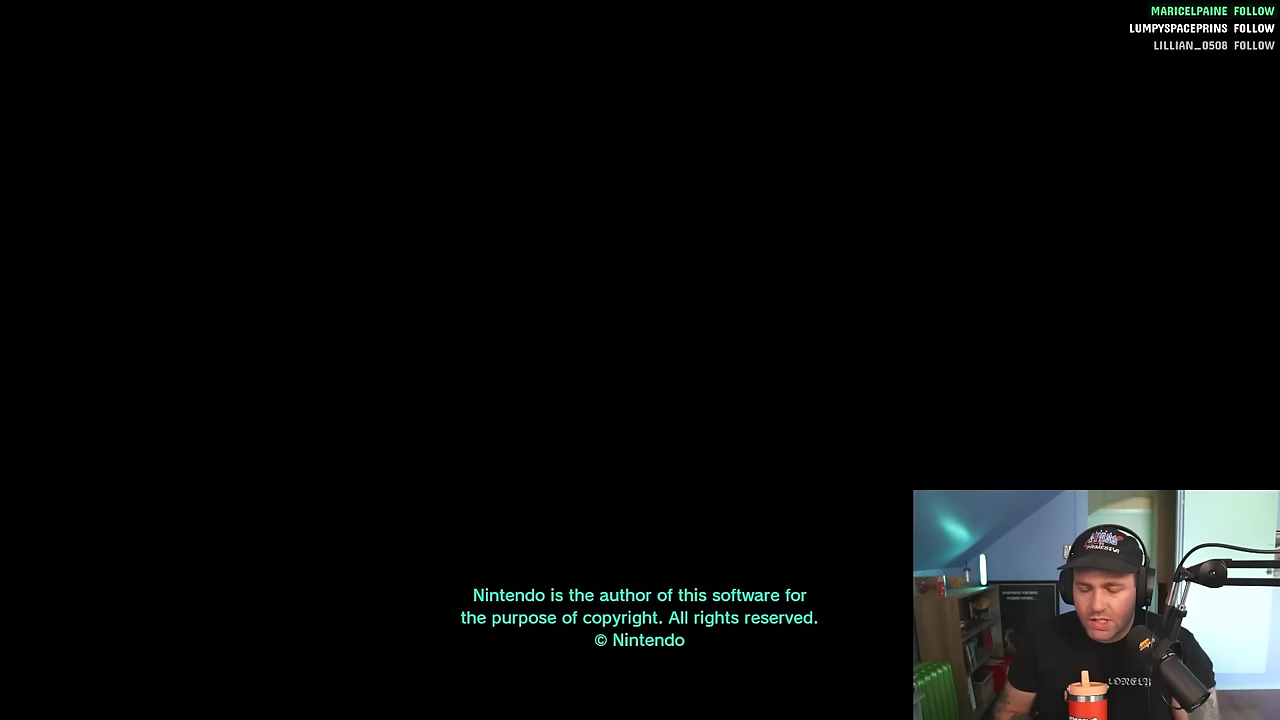 MARICELPAINE FOLLOW
LUMPYSPACEPRINS FOLLOW
LILLIAN_0508 FOLLOW
Nintendo is the author of this software for
the purpose of copyright. All rights reserved.
© Nintendo
LONELY